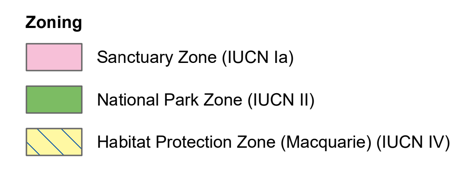 Zoning
Sanctuary Zone (IUCN Ia)
National Park Zone (IUCN II)
Habitat Protection Zone (Macquarie) (IUCN IV)